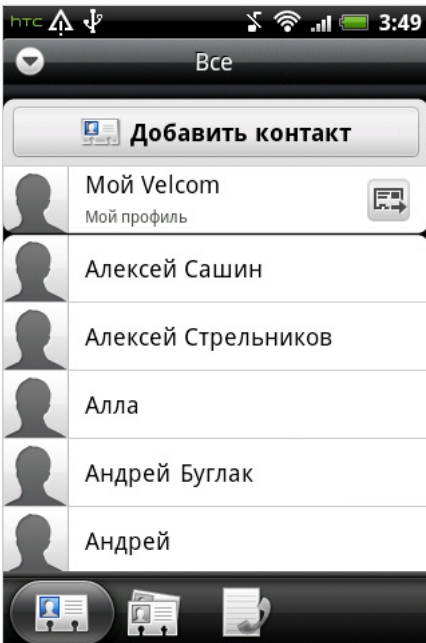 hTC 3:49
Все
Добавить контакт
Мой Velcom
Мой профиль
Алексей Сашин
Алексей Стрельников
Алла
Андрей Буглак
Андрей